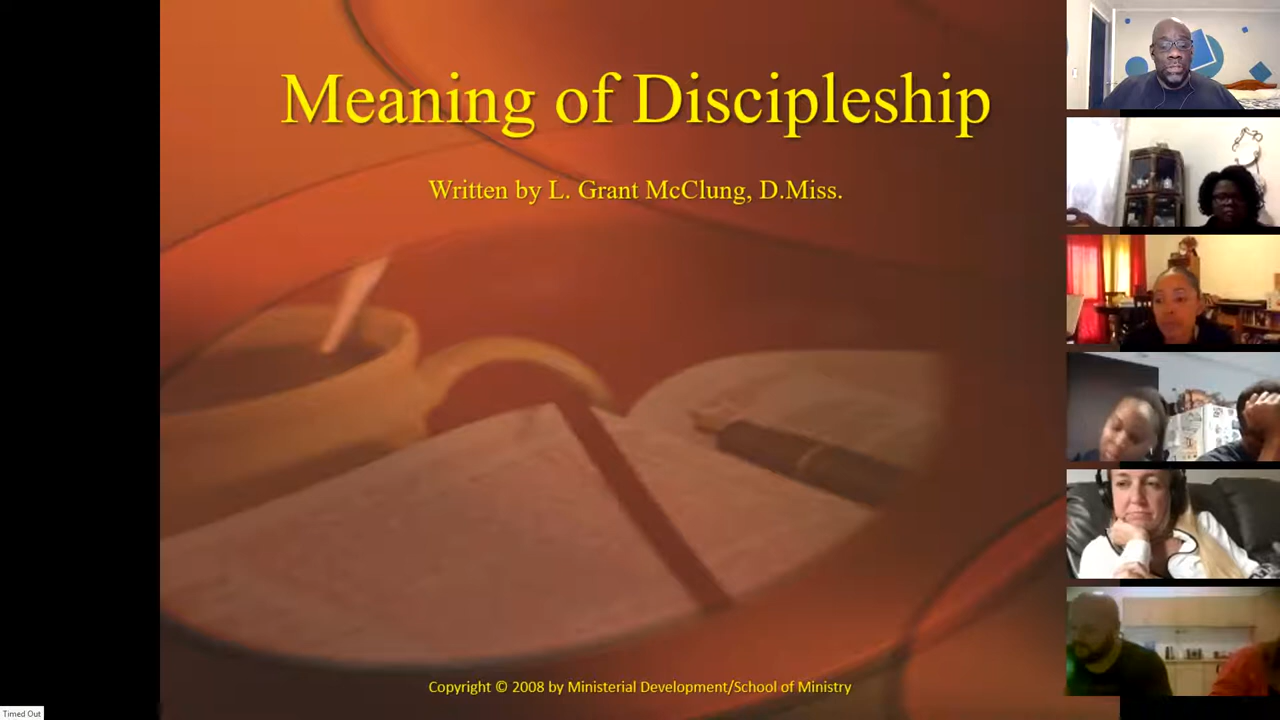 Meaning of Discipleship
Written by L. Grant McClung, D.Miss.
Copyright © 2008 by Ministerial Development/School of Ministry
Timed Out